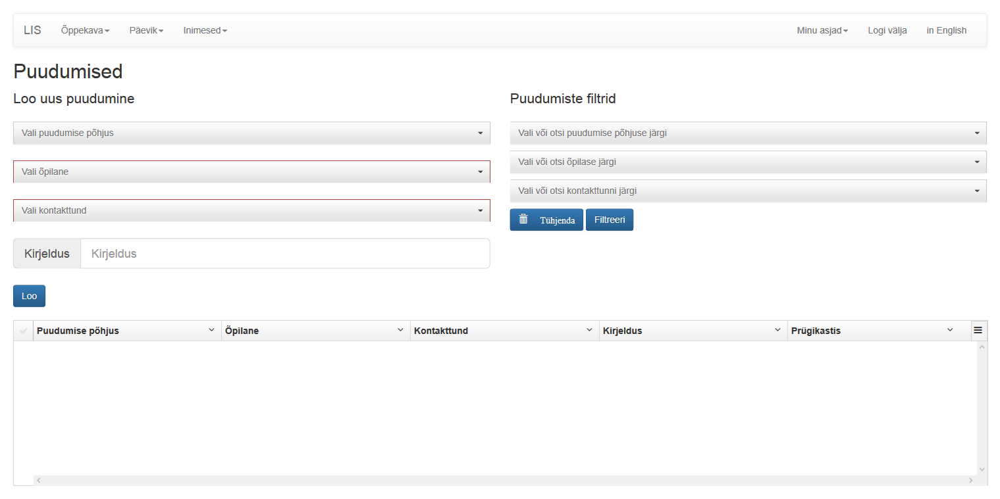 LIS Õppekava Päevik Inimesed Minu asjad Logi välja in English
Puudumised
Loo uus puudumine
Vali puudumise põhjus
Vali õpilane
Vali kontakttund
Kirjeldus Kirjeldus
Loo
Puudumiste filtrid
Vali või otsi puudumise põhjuse järgi
Vali või otsi õpilase järgi
Vali või otsi kontakttunni järgi
Tühjenda Filtreeri
Puudumise põhjus Õpilane Kontakttund Kirjeldus Prügikastis